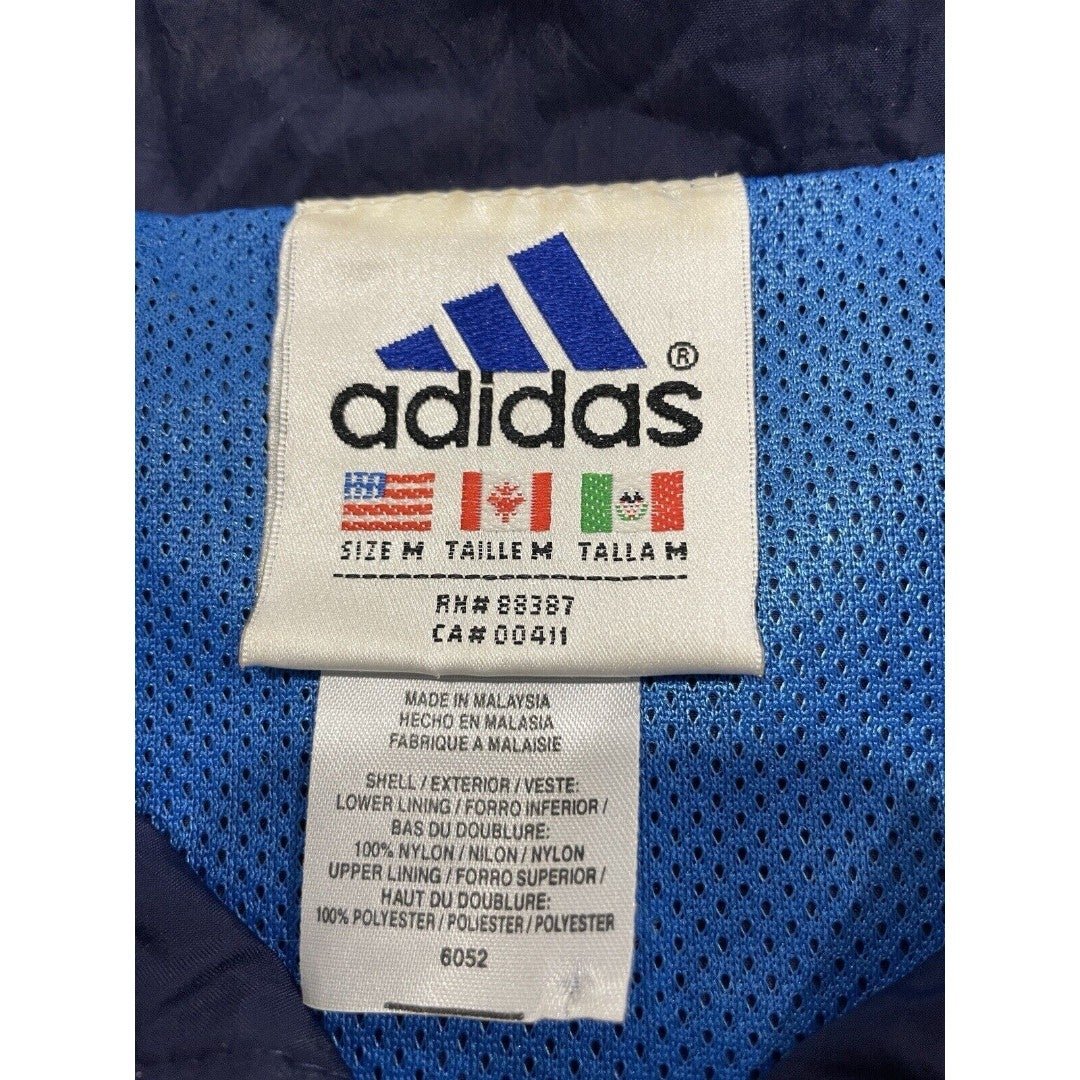 adidas®
SIZE M TAILLE M TALLA M
RN# 88387
CA# 00411
MADE IN MALAYSIA
HECHO EN MALASIA
FABRIQUE A MALAISIE
SHELL / EXTERIOR / VESTE:
LOWER LINING / FORRO INFERIOR /
BAS DU DOUBLURE:
100% NYLON / NILON / NYLON
UPPER LINING / FORRO SUPERIOR /
HAUT DU DOUBLURE:
100% POLYESTER / POLIESTER / POLYESTER
6052